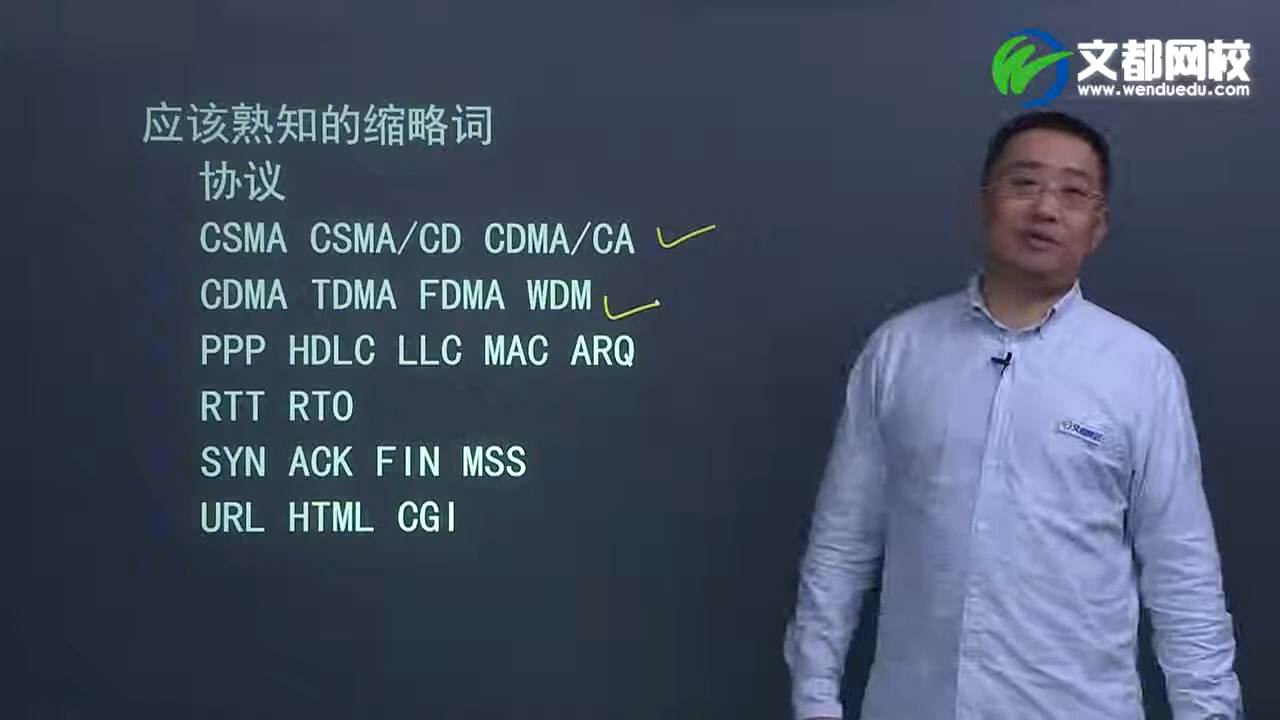 文都网校
www.wenduedu.com
应该熟知的缩略词
协议
CSMA CSMA/CD CDMA/CA
CDMA TDMA FDMA WDM
PPP HDLC LLC MAC ARQ
RTT RTO
SYN ACK FIN MSS
URL HTML CGI